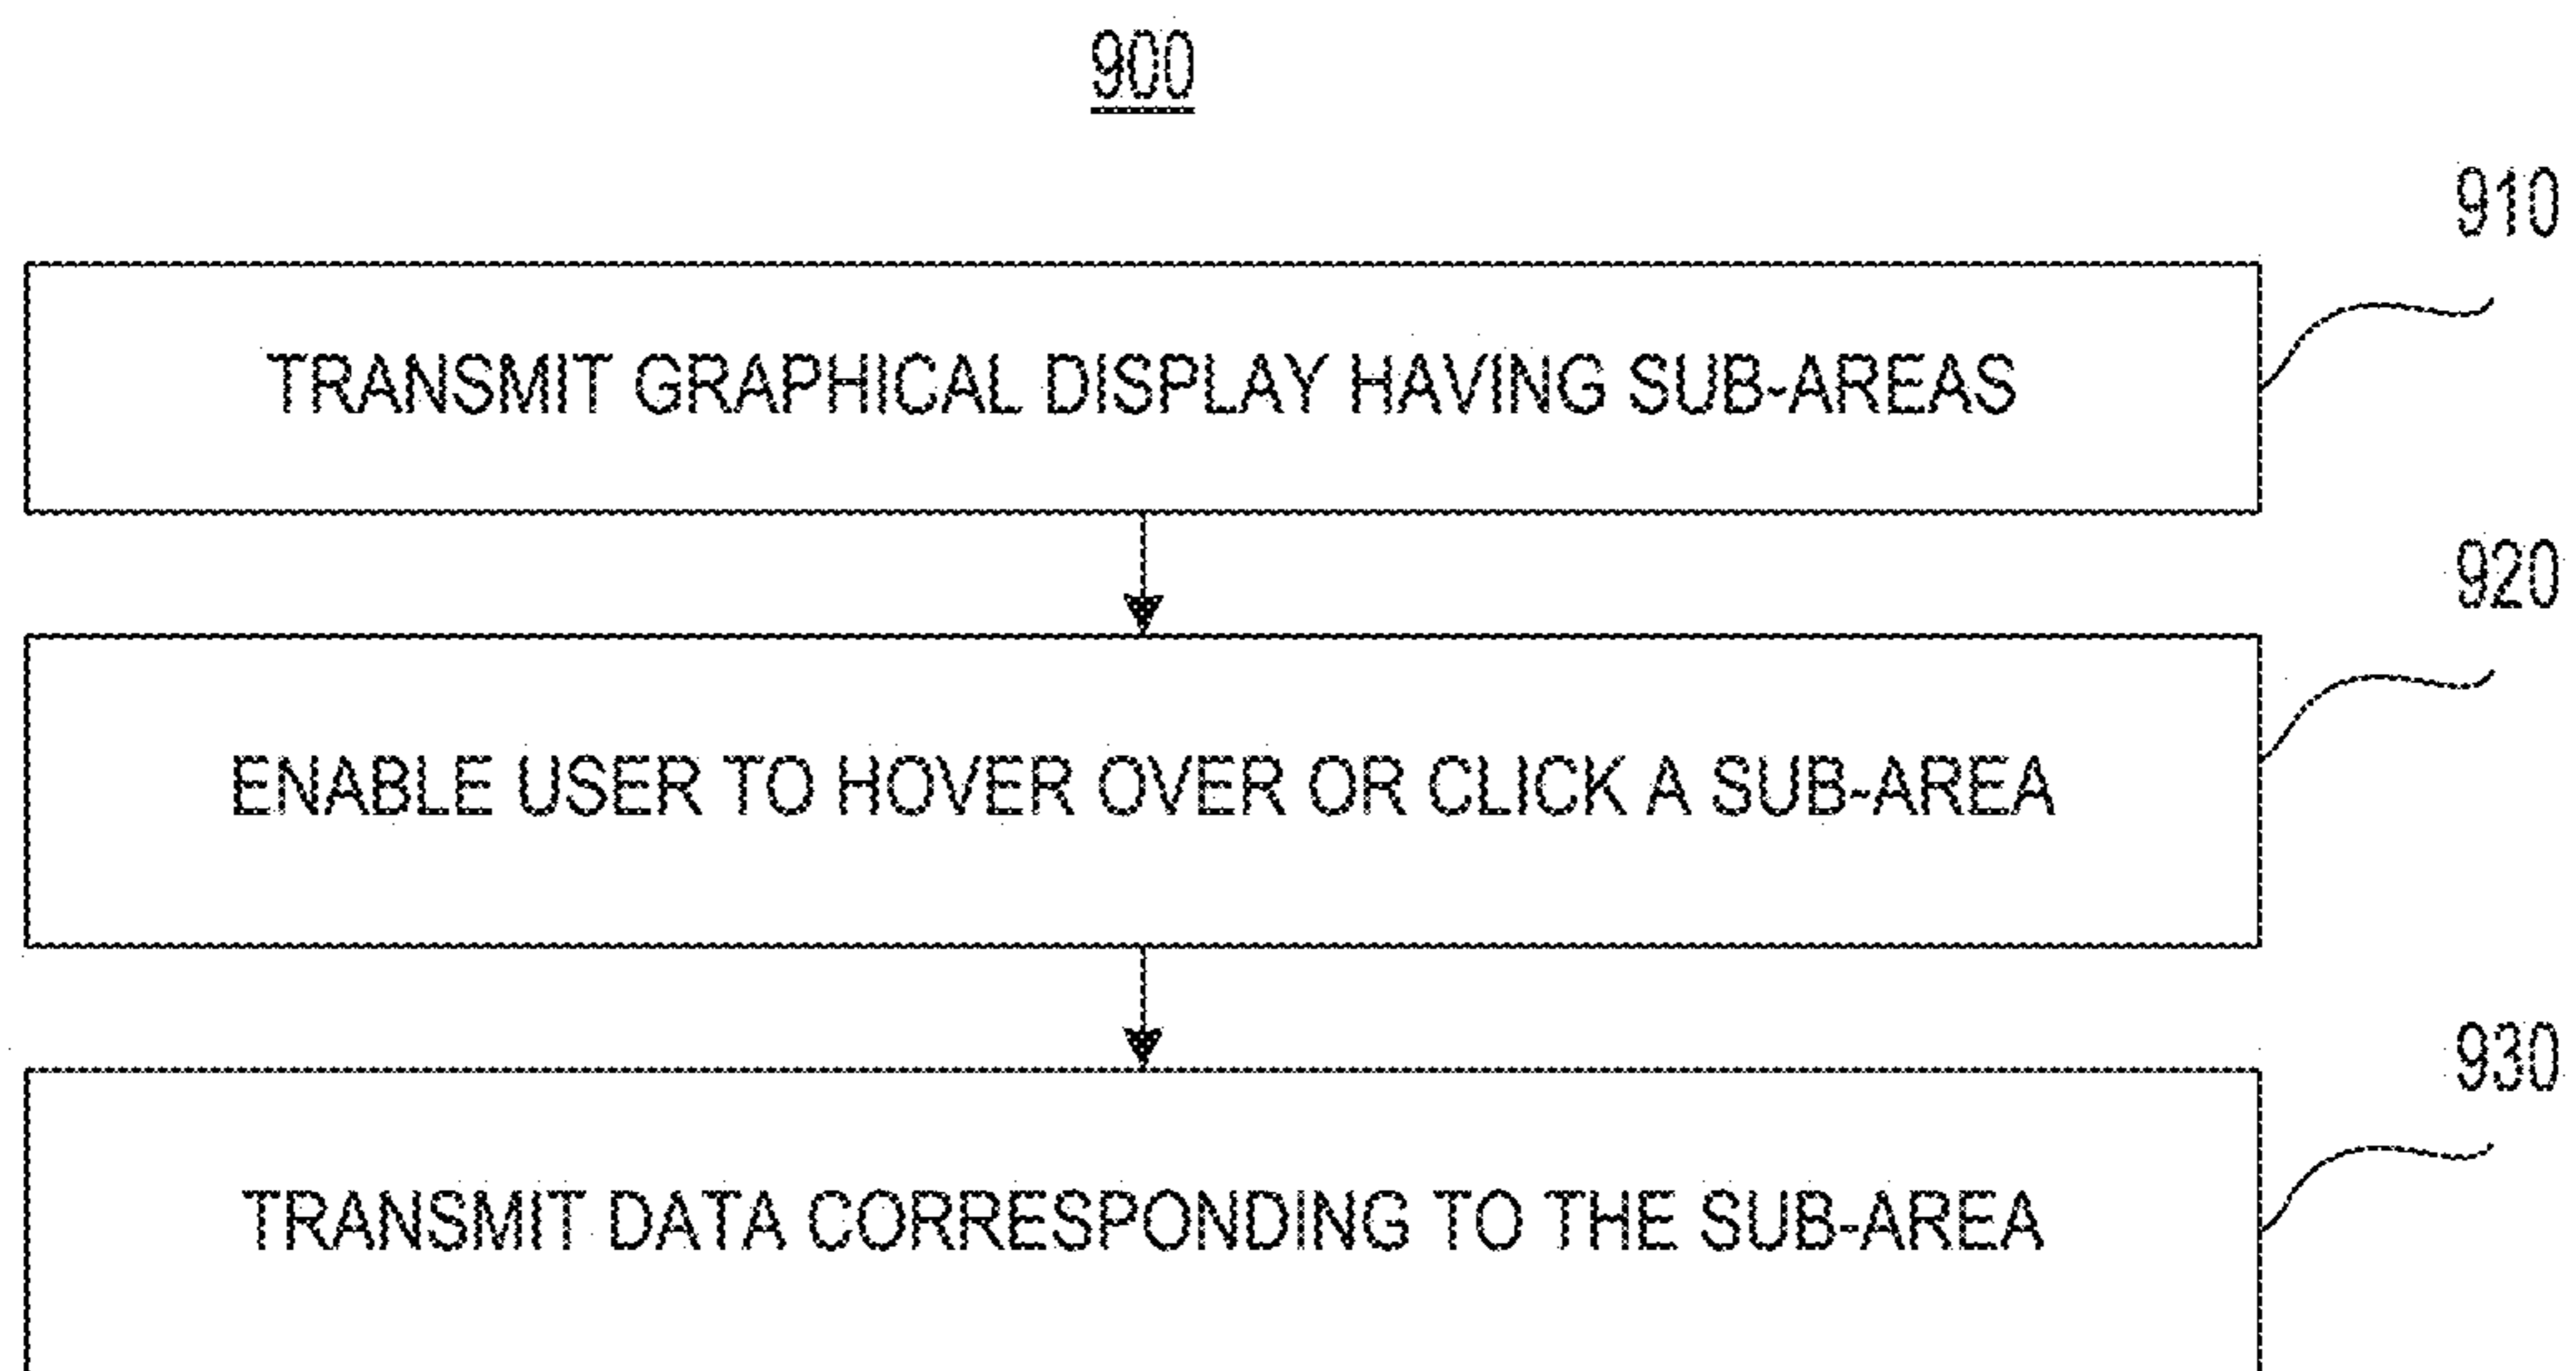 900
910
TRANSMIT GRAPHICAL DISPLAY HAVING SUB-AREAS
920
ENABLE USER TO HOVER OVER OR CLICK A SUB-AREA
930
TRANSMIT DATA CORRESPONDING TO THE SUB-AREA